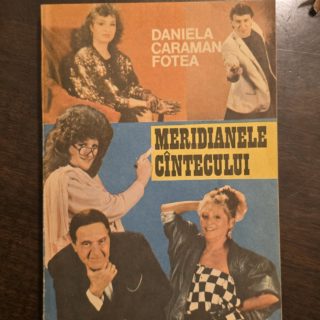 DANIELA
CARAMAN
FOTEA
MERIDIANELE
CÎNTECULUI